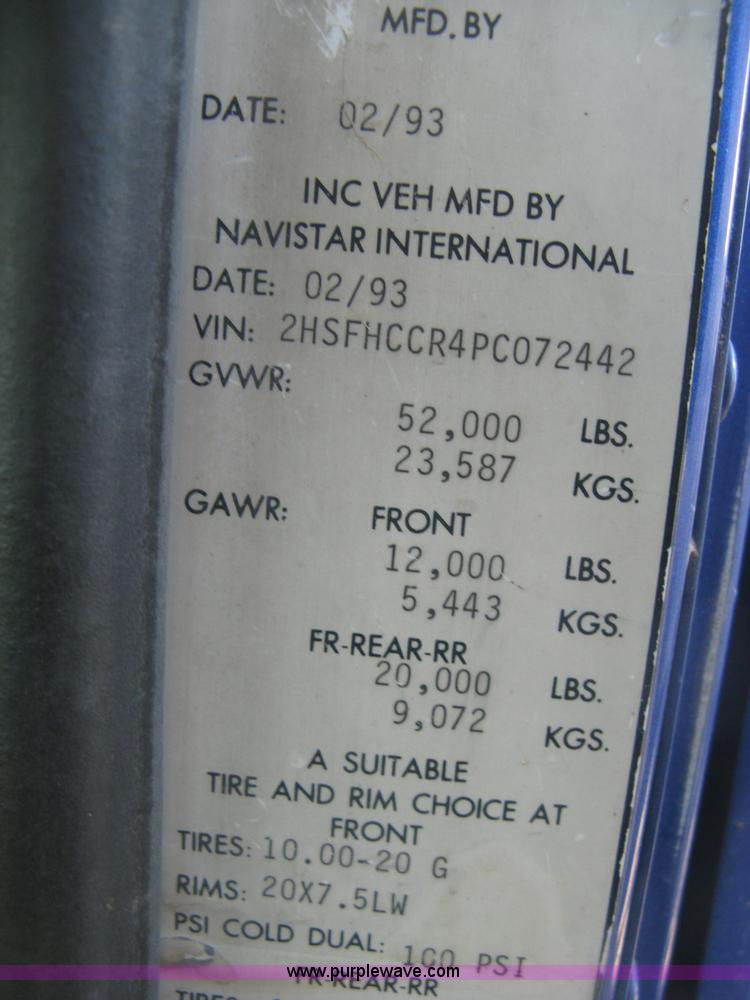 MFD. BY
DATE: 02/93
INC VEH MFD BY
NAVISTAR INTERNATIONAL
DATE: 02/93
VIN: 2HSFHCCR4PC072442
GVWR:
52,000 LBS.
23,587 KGS.
GAWR: FRONT
12,000 LBS.
5,443 KGS.
FR-REAR-RR
20,000 LBS.
9,072 KGS.
A SUITABLE
TIRE AND RIM CHOICE AT
FRONT
TIRES: 10.00-20 G
RIMS: 20X7.5LW
PSI COLD DUAL: 100 PSI
www.purplewave.com
FR-REAR-RR
TIRES: